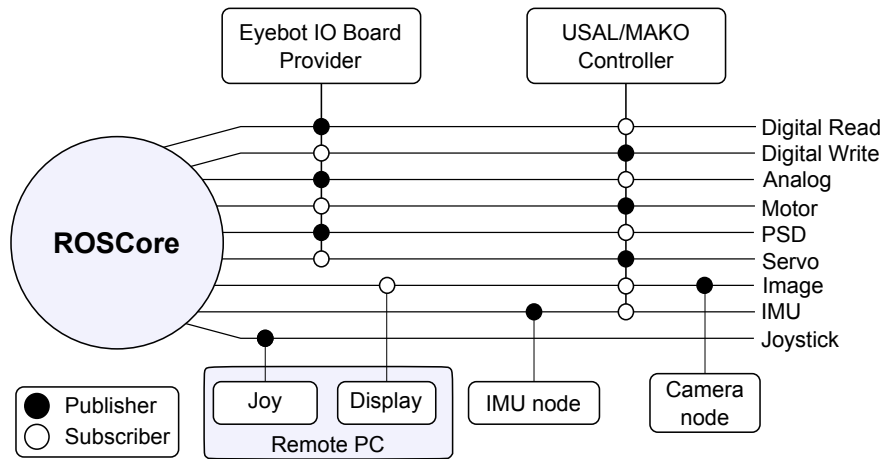 Eyebot IO Board
Provider
USAL/MAKO
Controller
ROSCore
Digital Read
Digital Write
Analog
Motor
PSD
Servo
Image
IMU
Joystick
Publisher
Subscriber
Joy
Display
Remote PC
IMU node
Camera
node